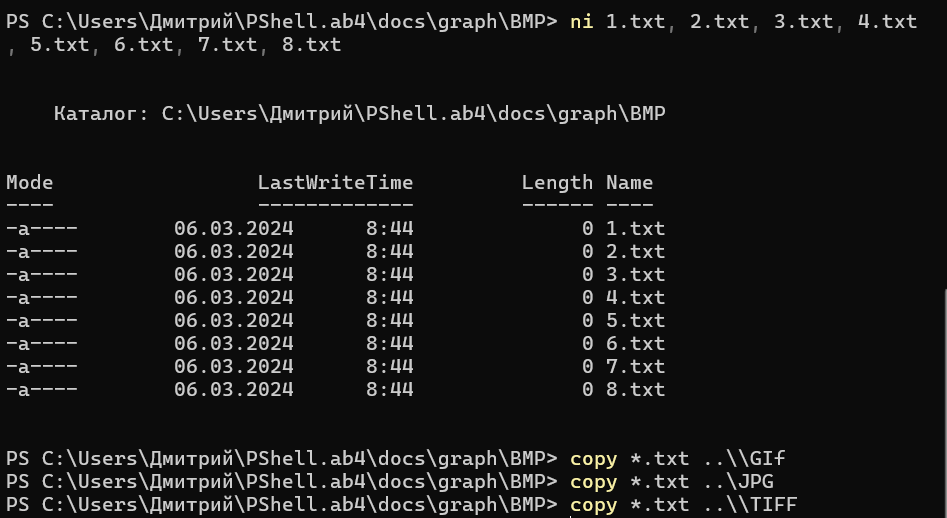 PS C:\Users\Дмитрий\PShell.ab4\docs\graph\BMP> ni 1.txt, 2.txt, 3.txt, 4.txt
, 5.txt, 6.txt, 7.txt, 8.txt
Каталог: C:\Users\Дмитрий\PShell.ab4\docs\graph\BMP
Mode LastWriteTime Length Name
---- ------------- ------ ----
-a---- 06.03.2024 8:44 0 1.txt
-a---- 06.03.2024 8:44 0 2.txt
-a---- 06.03.2024 8:44 0 3.txt
-a---- 06.03.2024 8:44 0 4.txt
-a---- 06.03.2024 8:44 0 5.txt
-a---- 06.03.2024 8:44 0 6.txt
-a---- 06.03.2024 8:44 0 7.txt
-a---- 06.03.2024 8:44 0 8.txt
PS C:\Users\Дмитрий\PShell.ab4\docs\graph\BMP> copy *.txt ..\\GIf
PS C:\Users\Дмитрий\PShell.ab4\docs\graph\BMP> copy *.txt ..\JPG
PS C:\Users\Дмитрий\PShell.ab4\docs\graph\BMP> copy *.txt ..\\TIFF